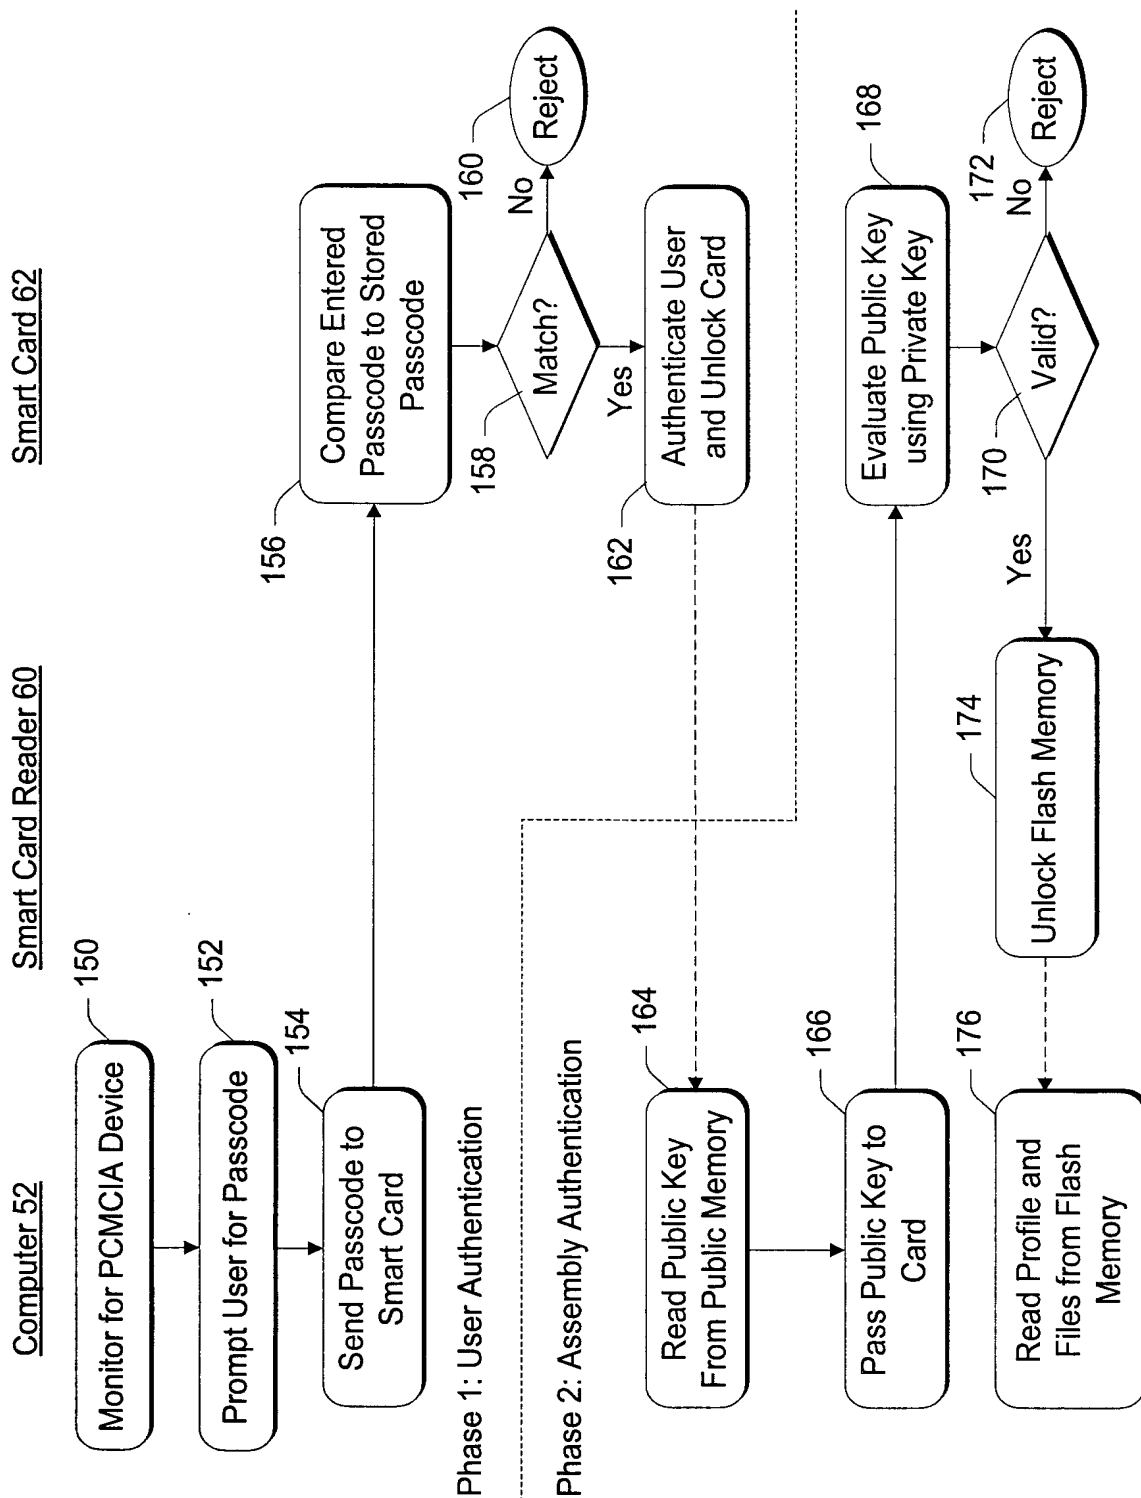 Computer 52
Smart Card Reader 60
Smart Card 62
150
Monitor for PCMCIA Device
152
Prompt User for Passcode
154
Send Passcode to
Smart Card
156
Compare Entered
Passcode to Stored
Passcode
158
Match?
No
160
Reject
Yes
162
Authenticate User
and Unlock Card
Phase 1: User Authentication
Phase 2: Assembly Authentication
164
Read Public Key
From Public Memory
166
Pass Public Key to
Card
168
Evaluate Public Key
using Private Key
170
Valid?
No
172
Reject
Yes
174
Unlock Flash Memory
176
Read Profile and
Files from Flash
Memory